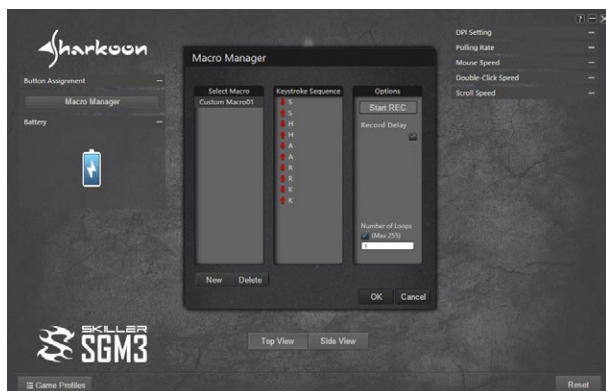 Sharkoon
? — X
Button Assignment —
Macro Manager
Battery —
DPI Setting —
Polling Rate —
Mouse Speed —
Double-Click Speed —
Scroll Speed —
Macro Manager
Select Macro
Custom Macro01
New Delete
Keystroke Sequence
S
S
H
H
A
A
R
R
K
K
Options
Start REC
Record Delay
Number of Loops
(Max 255)
1
OK Cancel
SKILLER
SGM3
Top View Side View
Game Profiles
Reset